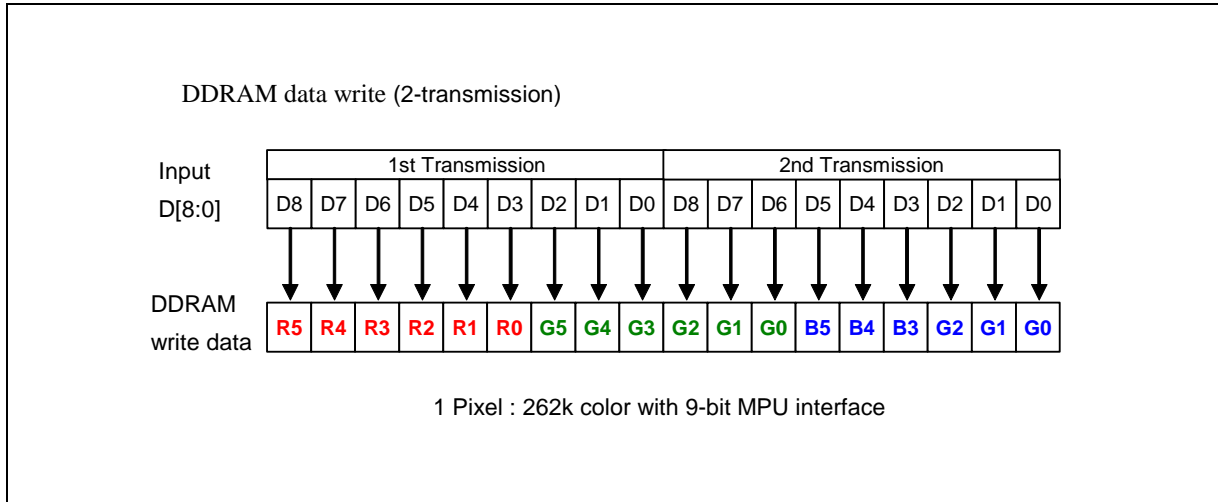 DDRAM data write (2-transmission)
Input
D[8:0]
1st Transmission 2nd Transmission
D8 D7 D6 D5 D4 D3 D2 D1 D0 D8 D7 D6 D5 D4 D3 D2 D1 D0
DDRAM
write data
R5 R4 R3 R2 R1 R0 G5 G4 G3 G2 G1 G0 B5 B4 B3 G2 G1 G0
1 Pixel : 262k color with 9-bit MPU interface